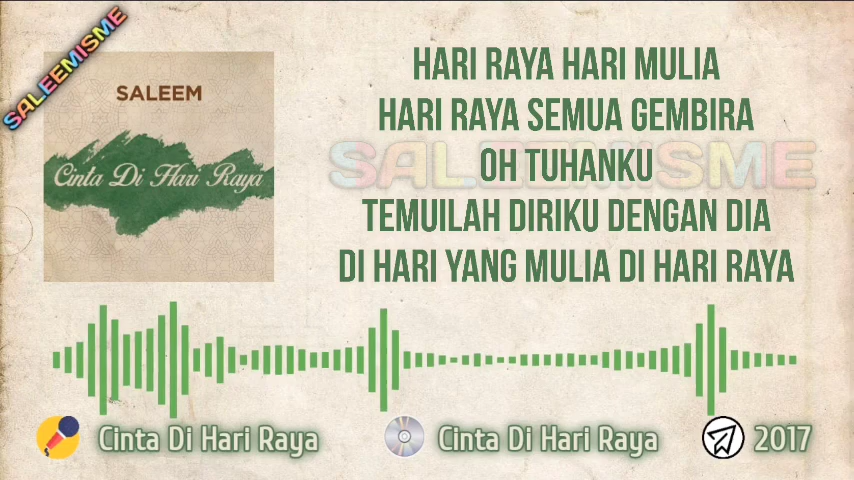 SALEEMISME
SALEEM
Cinta Di Hari Raya
HARI RAYA HARI MULIA
HARI RAYA SEMUA GEMBIRA
SALEEMISME
OH TUHANKU
TEMUILAH DIRIKU DENGAN DIA
DI HARI YANG MULIA DI HARI RAYA
Cinta Di Hari Raya
Cinta Di Hari Raya
2017